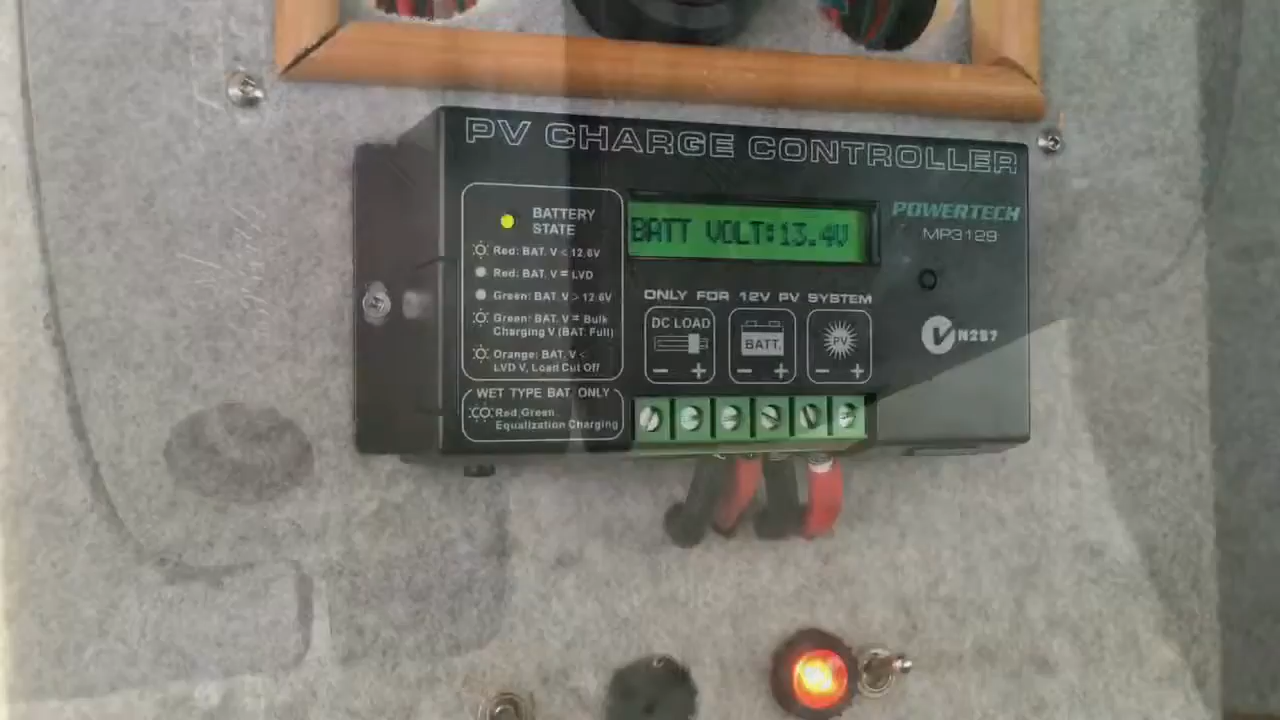 PV CHARGE CONTROLLER
BATTERY
STATE
Red: BAT. V < 12.6V
Red: BAT. V = LVD
Green: BAT. V > 12.6V
Green: BAT. V = Bulk
Charging V (BAT. Full)
Orange: BAT. V <
LVD V, Load Cut Off
WET TYPE BAT. ONLY
Red,Green
Equalization Charging
BATT VOLT:13.4V
POWERTECH
MP3129
ONLY FOR 12V PV SYSTEM
DC LOAD
BATT.
PV
− + − + − +
N257